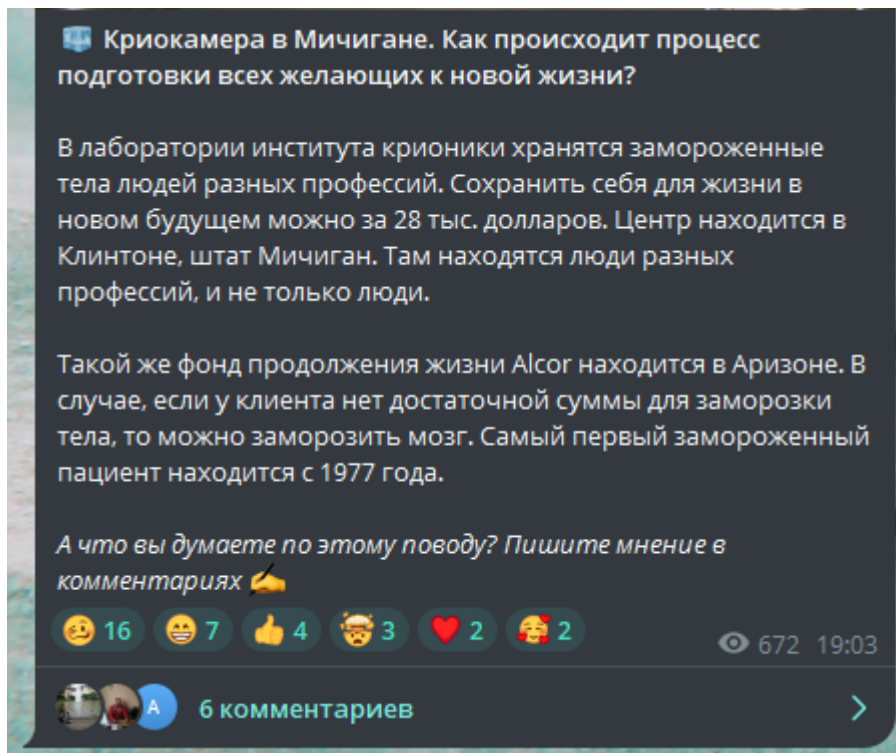 Криокамера в Мичигане. Как происходит процесс
подготовки всех желающих к новой жизни?
В лаборатории института крионики хранятся замороженные
тела людей разных профессий. Сохранить себя для жизни в
новом будущем можно за 28 тыс. долларов. Центр находится в
Клинтоне, штат Мичиган. Там находятся люди разных
профессий, и не только люди.
Такой же фонд продолжения жизни Alcor находится в Аризоне. В
случае, если у клиента нет достаточной суммы для заморозки
тела, то можно заморозить мозг. Самый первый замороженный
пациент находится с 1977 года.
А что вы думаете по этому поводу? Пишите мнение в
комментариях
16 7 4 3 2 2
672 19:03
A 6 комментариев